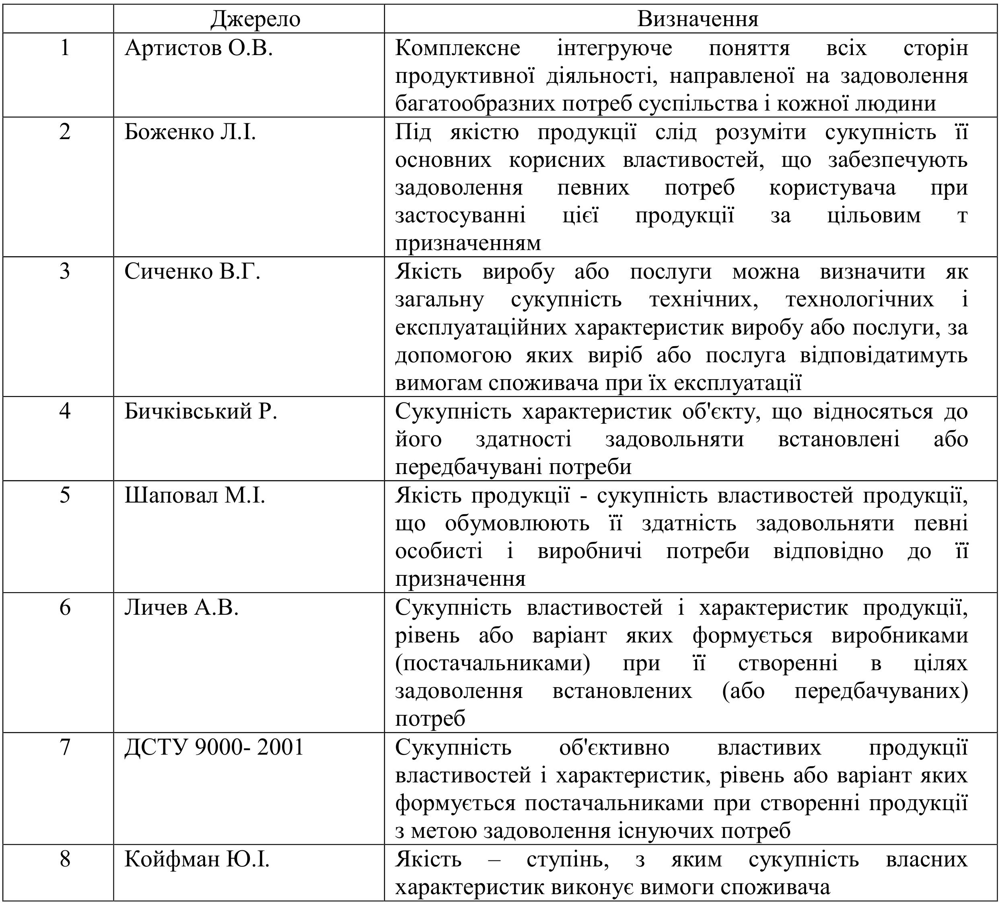 Джерело Визначення
1 Артистов О.В. Комплексне інтегруюче поняття всіх сторін
продуктивної діяльності, направленої на задоволення
багатообразних потреб суспільства і кожної людини
2 Боженко Л.І. Під якістю продукції слід розуміти сукупність її
основних корисних властивостей, що забезпечують
задоволення певних потреб користувача при
застосуванні цієї продукції за цільовим т
призначенням
3 Сиченко В.Г. Якість виробу або послуги можна визначити як
загальну сукупність технічних, технологічних і
експлуатаційних характеристик виробу або послуги, за
допомогою яких виріб або послуга відповідатимуть
вимогам споживача при їх експлуатації
4 Бичківський Р. Сукупність характеристик об'єкту, що відносяться до
його здатності задовольняти встановлені або
передбачувані потреби
5 Шаповал М.І. Якість продукції - сукупність властивостей продукції,
що обумовлюють її здатність задовольняти певні
особисті і виробничі потреби відповідно до її
призначення
6 Личев А.В. Сукупність властивостей і характеристик продукції,
рівень або варіант яких формується виробниками
(постачальниками) при її створенні в цілях
задоволення встановлених (або передбачуваних)
потреб
7 ДСТУ 9000- 2001 Сукупність об'єктивно властивих продукції
властивостей і характеристик, рівень або варіант яких
формується постачальниками при створенні продукції
з метою задоволення існуючих потреб
8 Койфман Ю.І. Якість – ступінь, з яким сукупність власних
характеристик виконує вимоги споживача